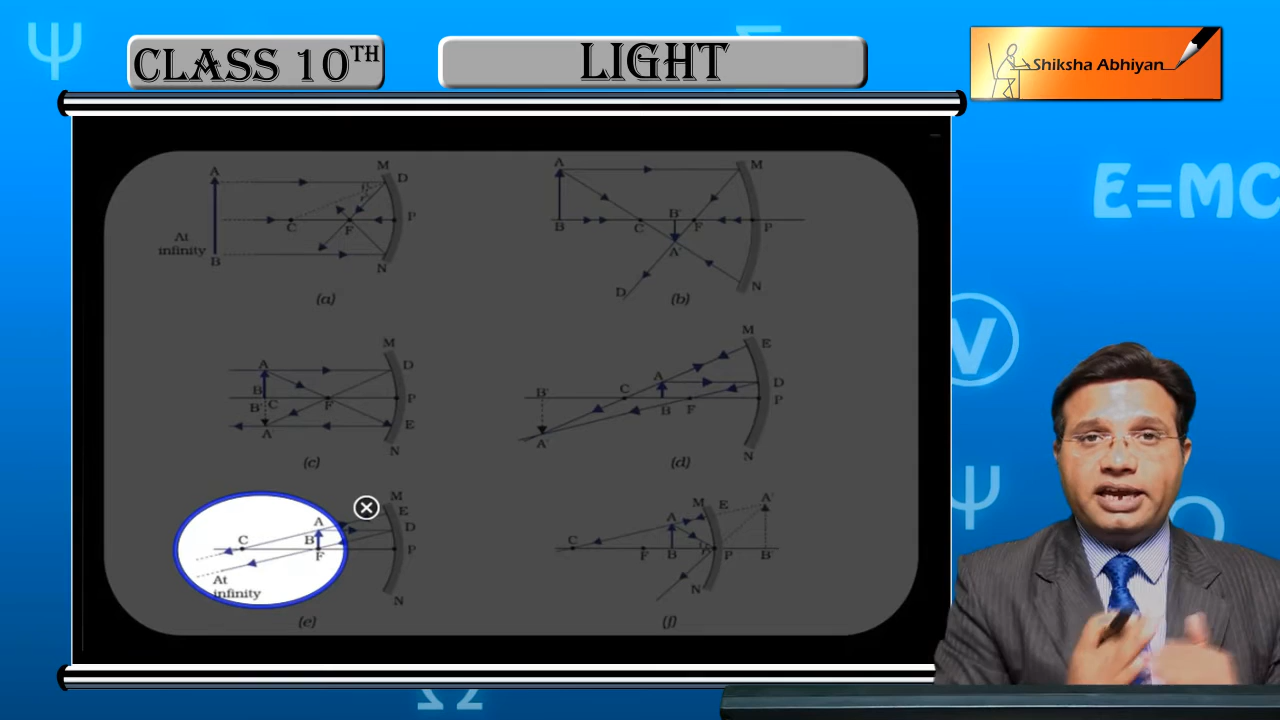 CLASS 10TH
LIGHT
Shiksha Abhiyan
Ψ
E=MC
V
Ψ
Ω
A
At
infinity
B
C
F
M
D
P
N
(a)
A
B
C
B'
F
A'
D
M
P
N
(b)
A
B
B'
C
A'
F
M
D
P
E
N
(c)
B'
A'
C
A
B
F
M
E
D
P
N
(d)
C
A
B
F
At
infinity
M
E
D
P
N
(e)
C
F
A
B
M
E
P
N
A'
B'
(f)